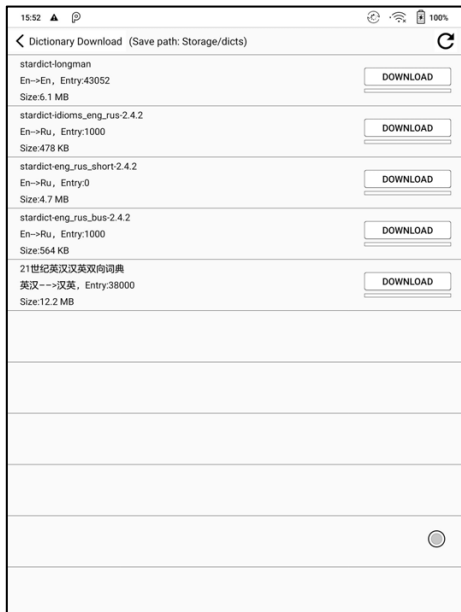 15:52 100%
Dictionary Download (Save path: Storage/dicts)
stardict-longman
En-->En, Entry:43052
DOWNLOAD
Size:6.1 MB
stardict-idioms_eng_rus-2.4.2
En-->Ru, Entry:1000
DOWNLOAD
Size:478 KB
stardict-eng_rus_short-2.4.2
En-->Ru, Entry:0
DOWNLOAD
Size:4.7 MB
stardict-eng_rus_bus-2.4.2
En-->Ru, Entry:1000
DOWNLOAD
Size:564 KB
21世纪英汉汉英双向词典
英汉-->汉英, Entry:38000
DOWNLOAD
Size:12.2 MB